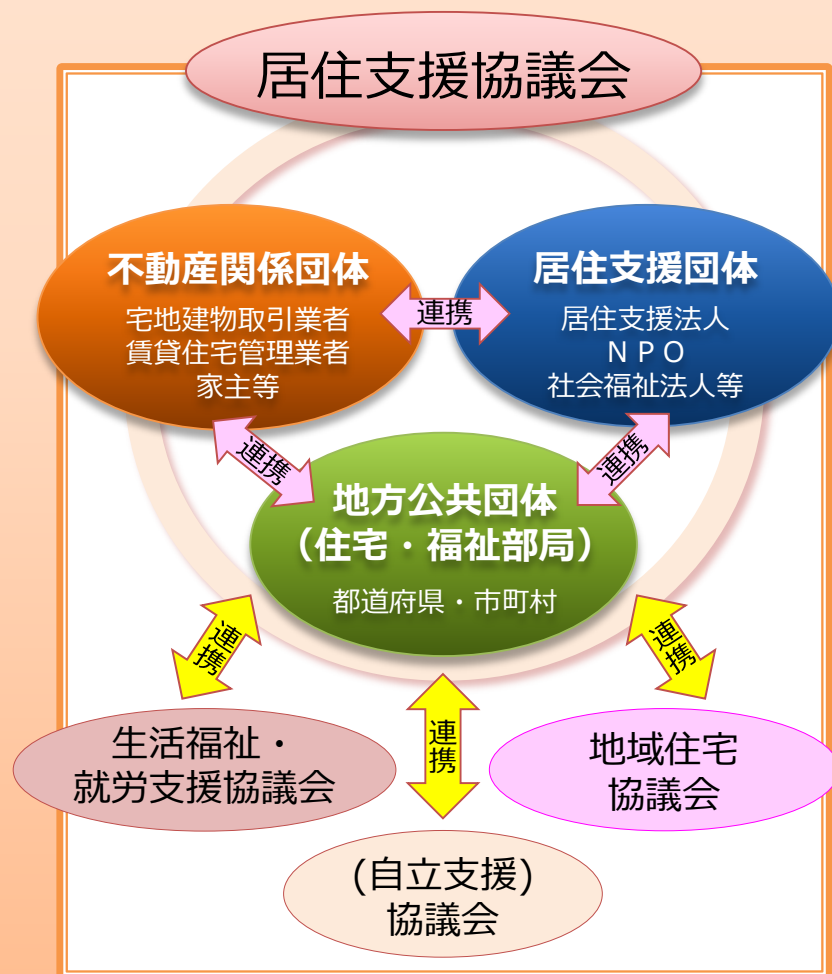 居住支援協議会
不動産関係団体
宅地建物取引業者
賃貸住宅管理業者
家主等
連携
居住支援団体
居住支援法人
ＮＰＯ
社会福祉法人等
連携
連携
地方公共団体
（住宅・福祉部局）
都道府県・市町村
連携
連携
連携
生活福祉・
就労支援協議会
地域住宅
協議会
(自立支援)
協議会